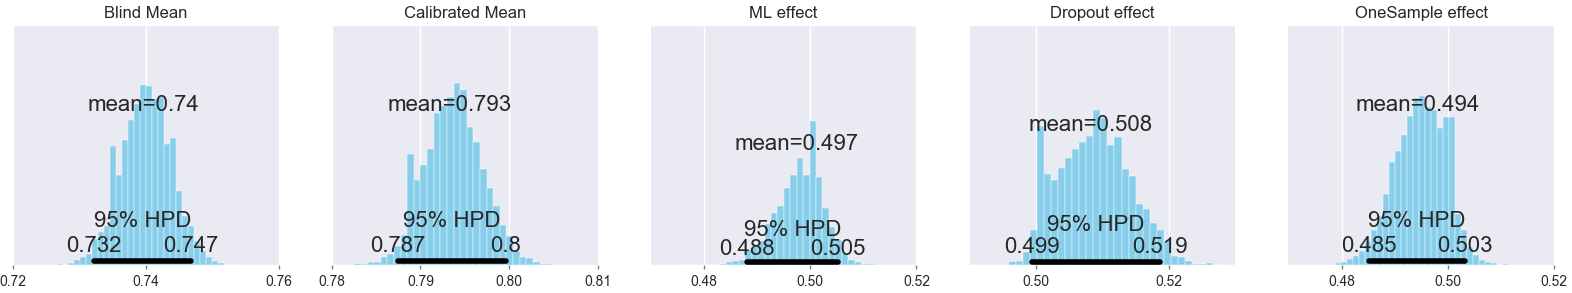 Blind Mean
mean=0.74
95% HPD
0.732 0.747
0.72 0.74 0.76
Calibrated Mean
mean=0.793
95% HPD
0.787 0.8
0.78 0.79 0.80 0.81
ML effect
mean=0.497
95% HPD
0.488 0.505
0.48 0.50 0.52
Dropout effect
mean=0.508
95% HPD
0.499 0.519
0.50 0.52
OneSample effect
mean=0.494
95% HPD
0.485 0.503
0.48 0.50 0.52